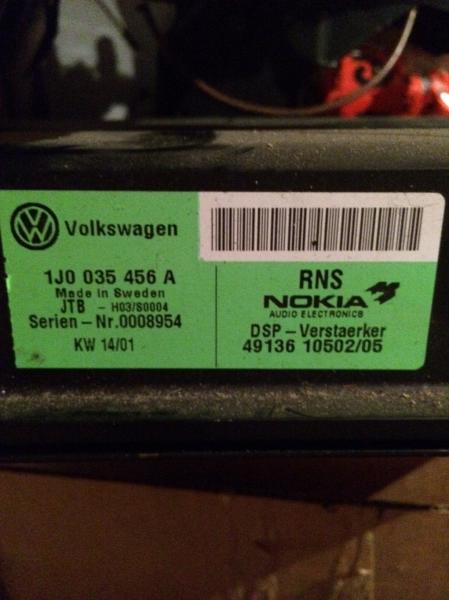 Volkswagen
1J0 035 456 A
Made in Sweden
JTB - H03/S0004
Serien-Nr.0008954
KW 14/01
RNS
NOKIA
AUDIO ELECTRONICS
DSP-Verstaerker
49136 10502/05